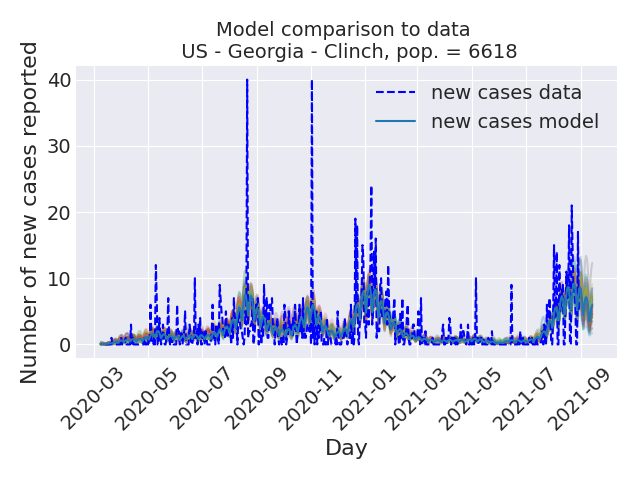 Model comparison to data
US - Georgia - Clinch, pop. = 6618
Number of new cases reported
40
30
20
10
0
new cases data
new cases model
2020-03
2020-05
2020-07
2020-09
2020-11
2021-01
2021-03
2021-05
2021-07
2021-09
Day